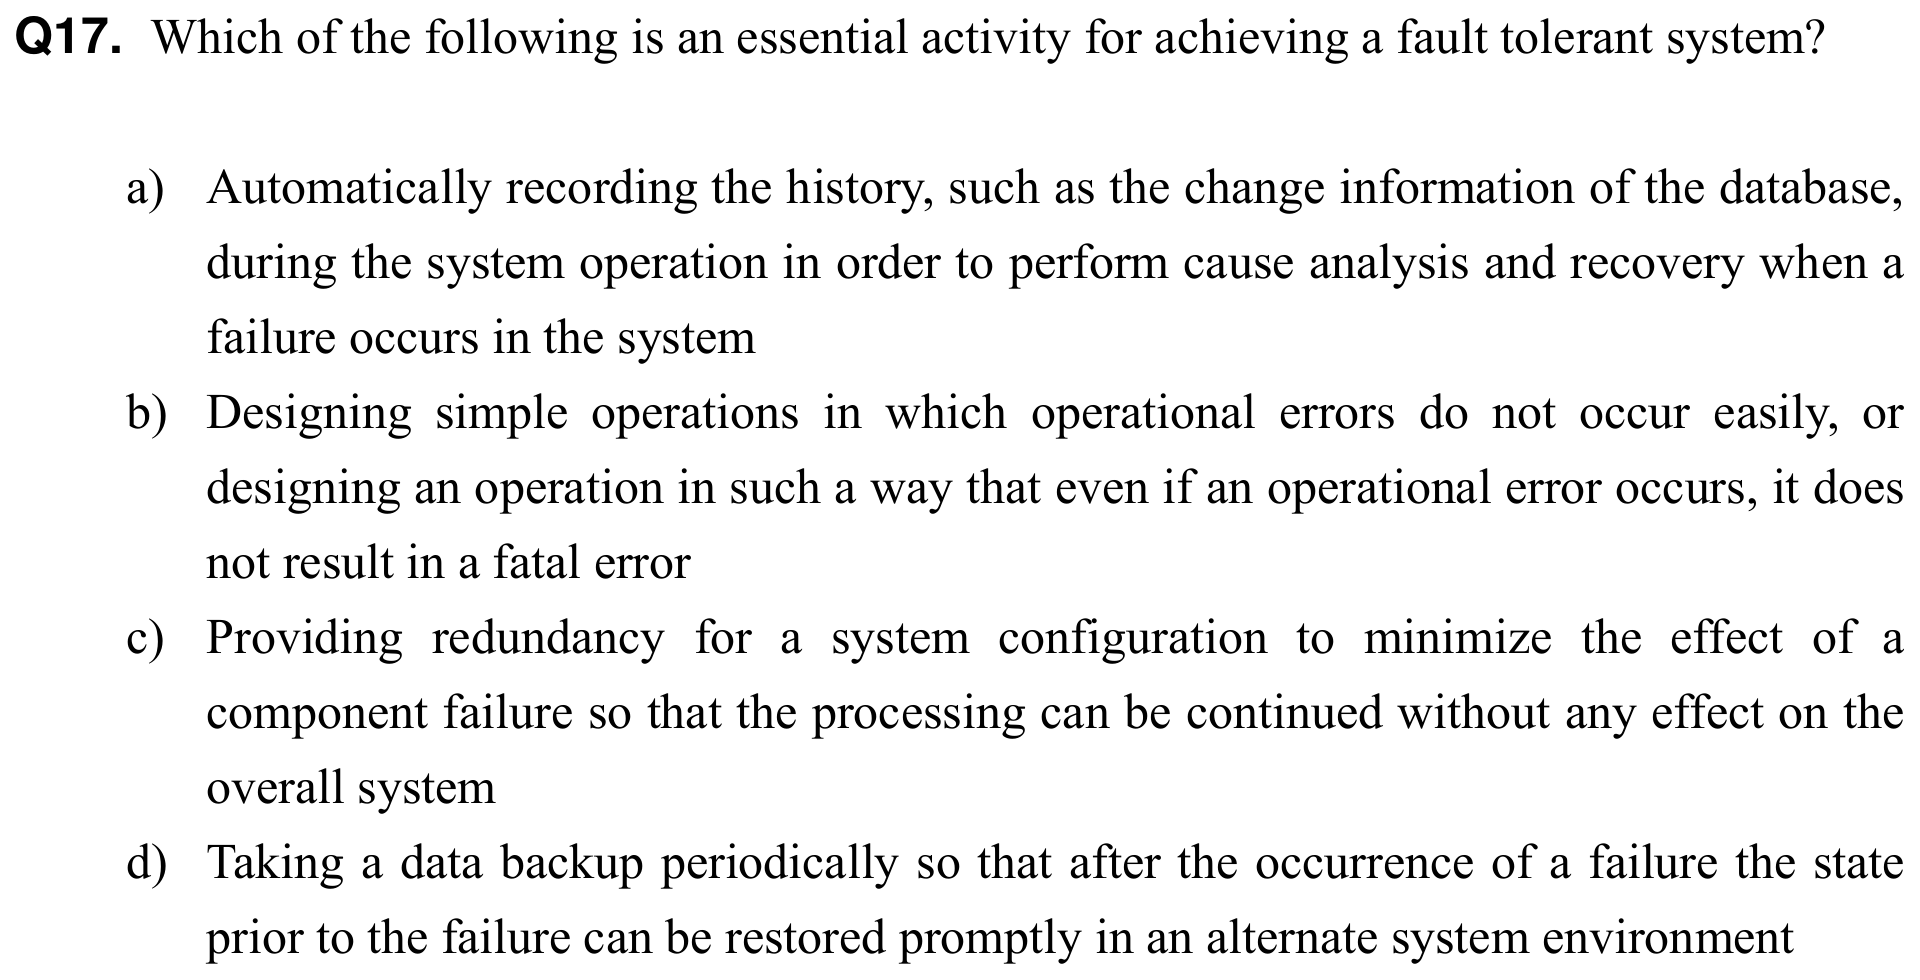 Q17. Which of the following is an essential activity for achieving a fault tolerant system?
a) Automatically recording the history, such as the change information of the database,
during the system operation in order to perform cause analysis and recovery when a
failure occurs in the system
b) Designing simple operations in which operational errors do not occur easily, or
designing an operation in such a way that even if an operational error occurs, it does
not result in a fatal error
c) Providing redundancy for a system configuration to minimize the effect of a
component failure so that the processing can be continued without any effect on the
overall system
d) Taking a data backup periodically so that after the occurrence of a failure the state
prior to the failure can be restored promptly in an alternate system environment